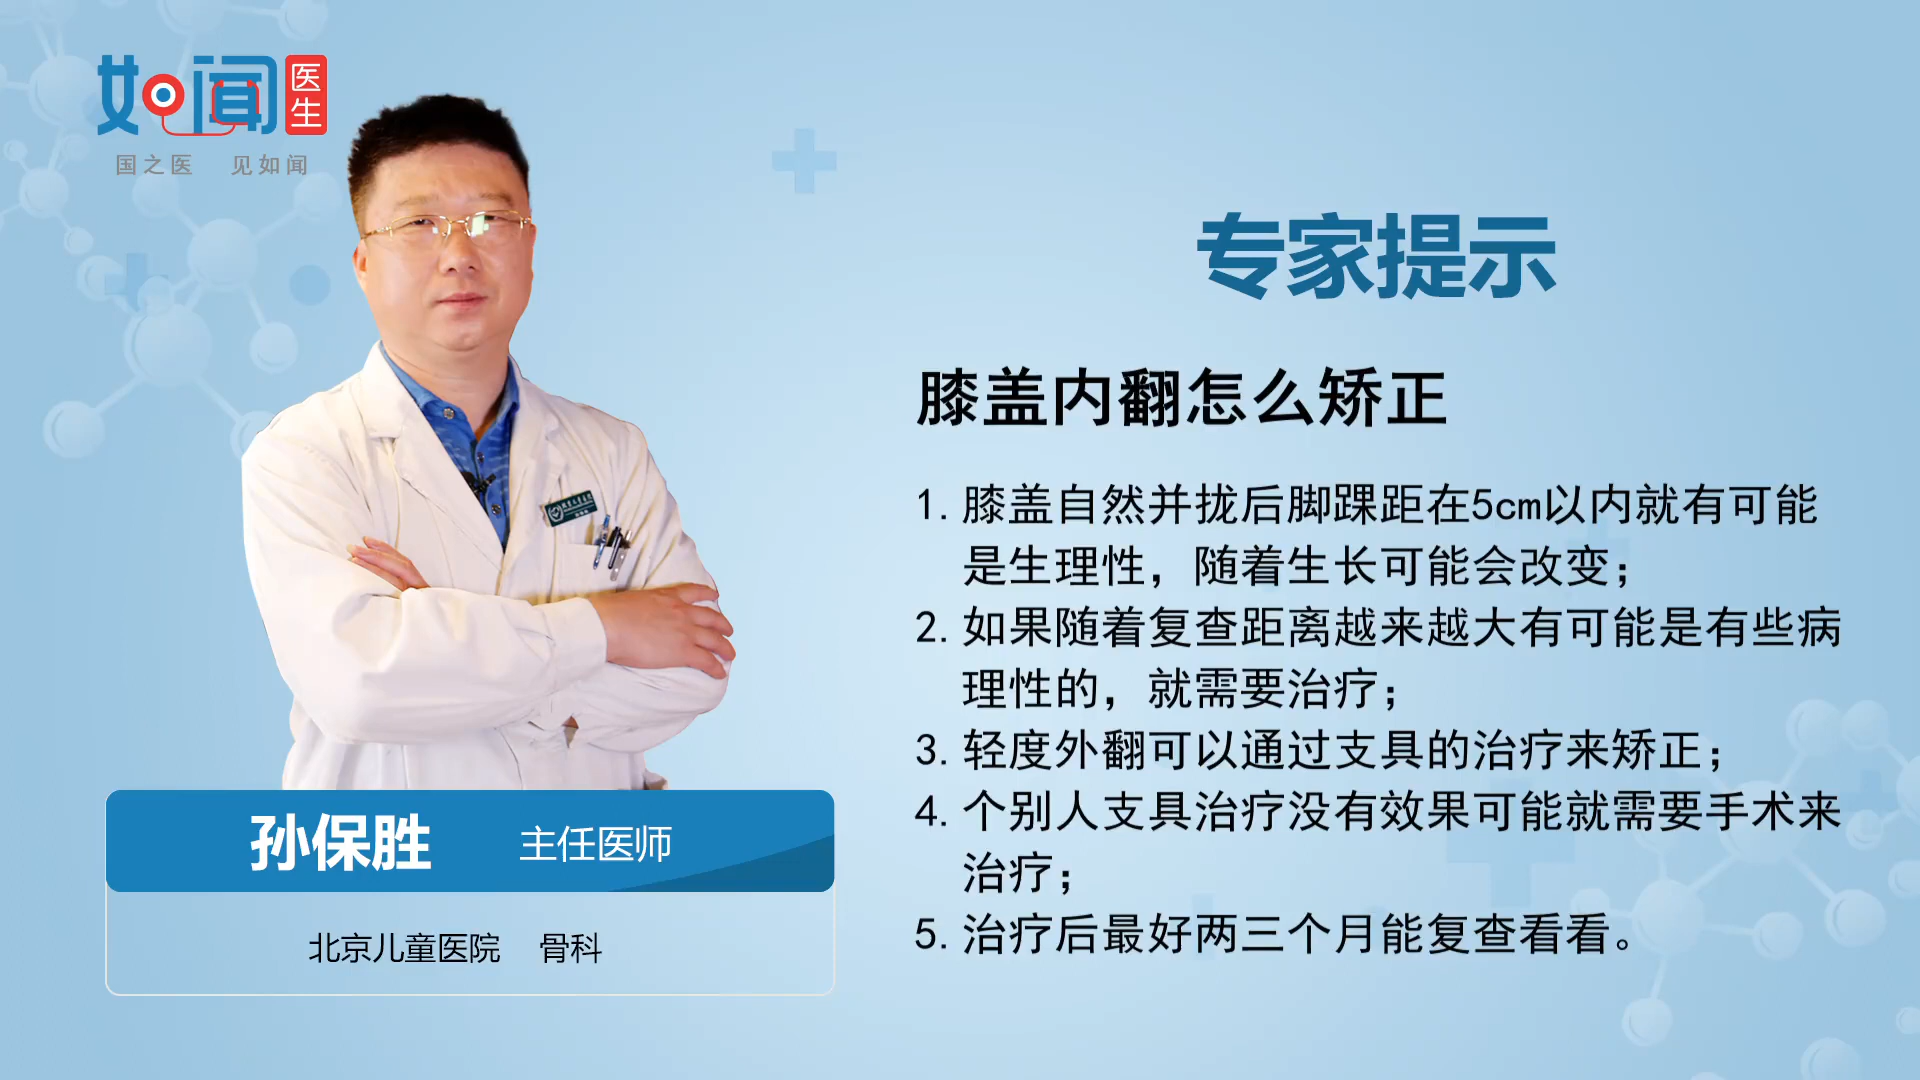 如闻医生
国之医 见如闻
专家提示
膝盖内翻怎么矫正
1.膝盖自然并拢后脚踝距在5cm以内就有可能
是生理性，随着生长可能会改变；
2.如果随着复查距离越来越大有可能是有些病
理性的，就需要治疗；
3.轻度外翻可以通过支具的治疗来矫正；
4.个别人支具治疗没有效果可能就需要手术来
治疗；
5.治疗后最好两三个月能复查看看。
孙保胜 主任医师
北京儿童医院 骨科